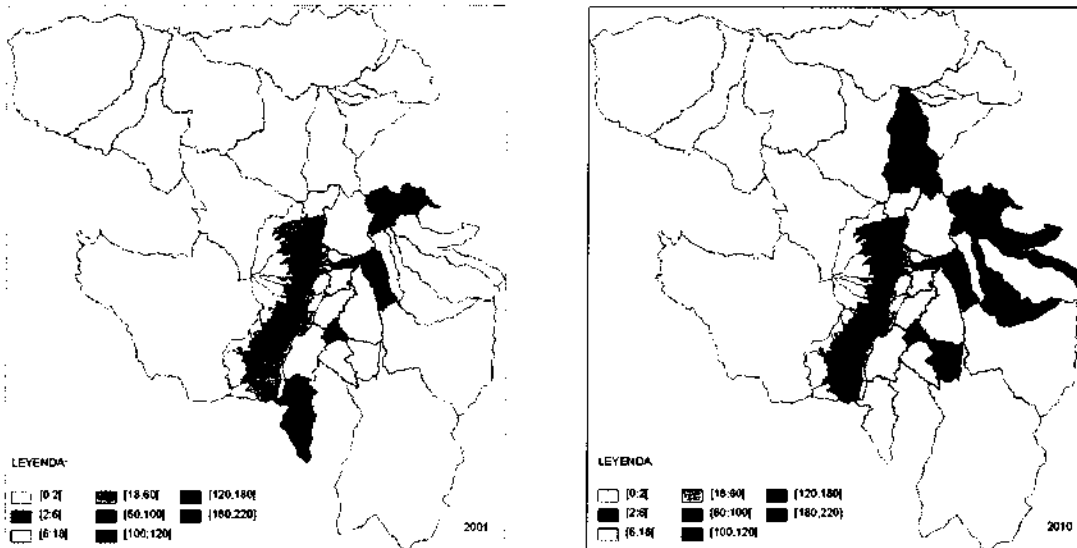 LEYENDA:
[0:2[ [18:60[ [120,180[
[2:6[ [60:100[ [180,220]
[6:18[ [100:120[
2001
LEYENDA
[0:2[ [18:60[ [120,180[
[2:6[ [60:100[ [180,220]
[6:18[ [100,120[
2010